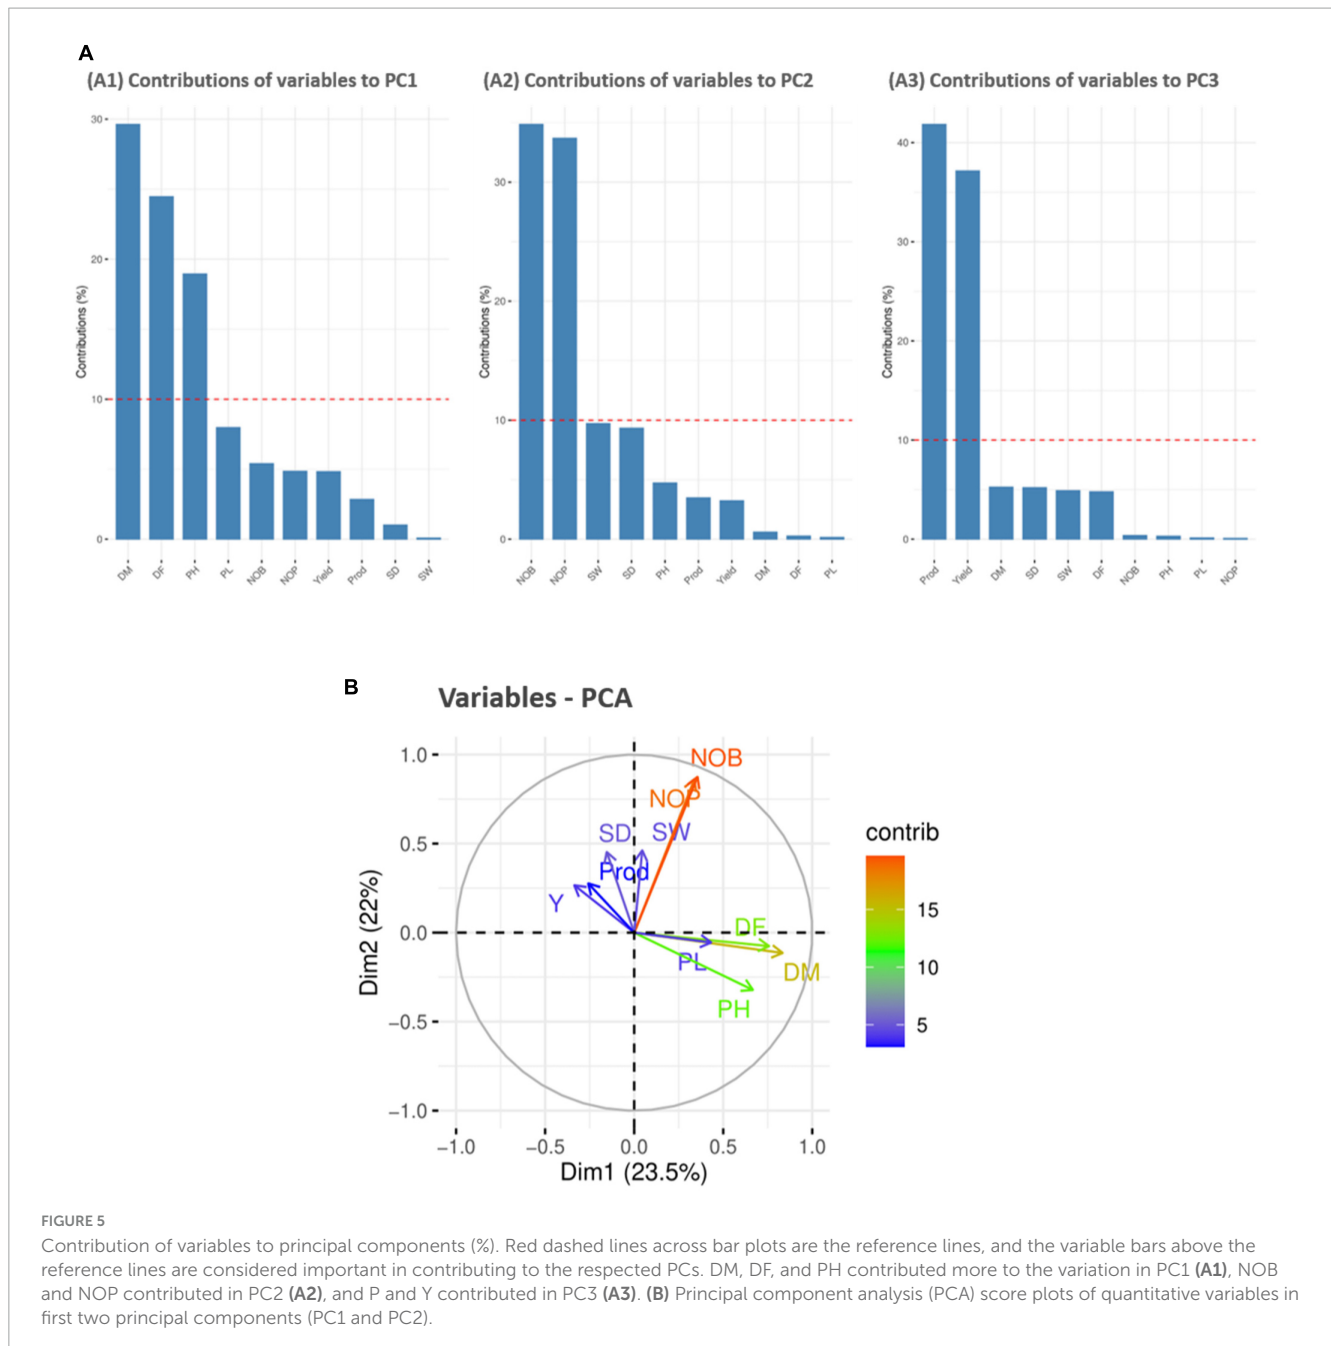 A
(A1) Contributions of variables to PC1
(A2) Contributions of variables to PC2
(A3) Contributions of variables to PC3
Contributions (%)
30
20
10
0
DM DF PH PL NOB NOP Yield Prod SD SW
Contributions (%)
30
20
10
0
NOB NOP SW SD PH Prod Yield DM DF PL
Contributions (%)
40
30
20
10
0
Prod Yield DM SD SW DF NOB PH PL NOP
B
Variables - PCA
Dim2 (22%)
1.0
0.5
0.0
−0.5
−1.0
NOB
NOP
SD
SW
Prod
Y
DF
PL
DM
PH
−1.0 −0.5 0.0 0.5 1.0
Dim1 (23.5%)
contrib
15
10
5
FIGURE 5
Contribution of variables to principal components (%). Red dashed lines across bar plots are the reference lines, and the variable bars above the
reference lines are considered important in contributing to the respected PCs. DM, DF, and PH contributed more to the variation in PC1 (A1), NOB
and NOP contributed in PC2 (A2), and P and Y contributed in PC3 (A3). (B) Principal component analysis (PCA) score plots of quantitative variables in
first two principal components (PC1 and PC2).